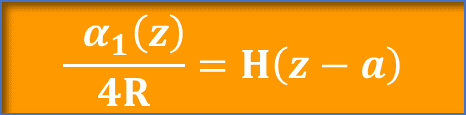 α₁(z)
4R
= H(z − a)